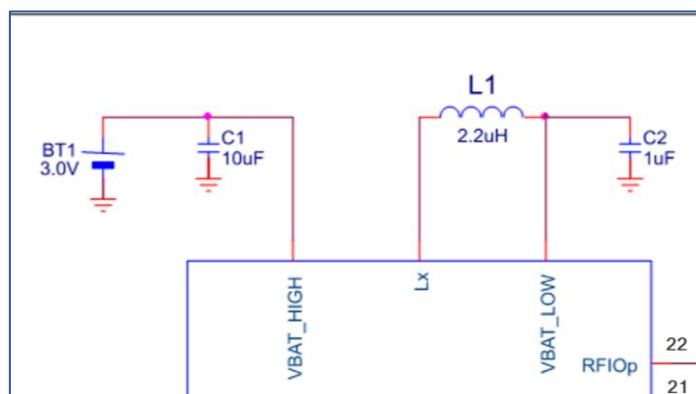 L1
2.2uH
BT1
3.0V
C1
10uF
C2
1uF
VBAT_HIGH
Lx
VBAT_LOW
RFIOp
22
21